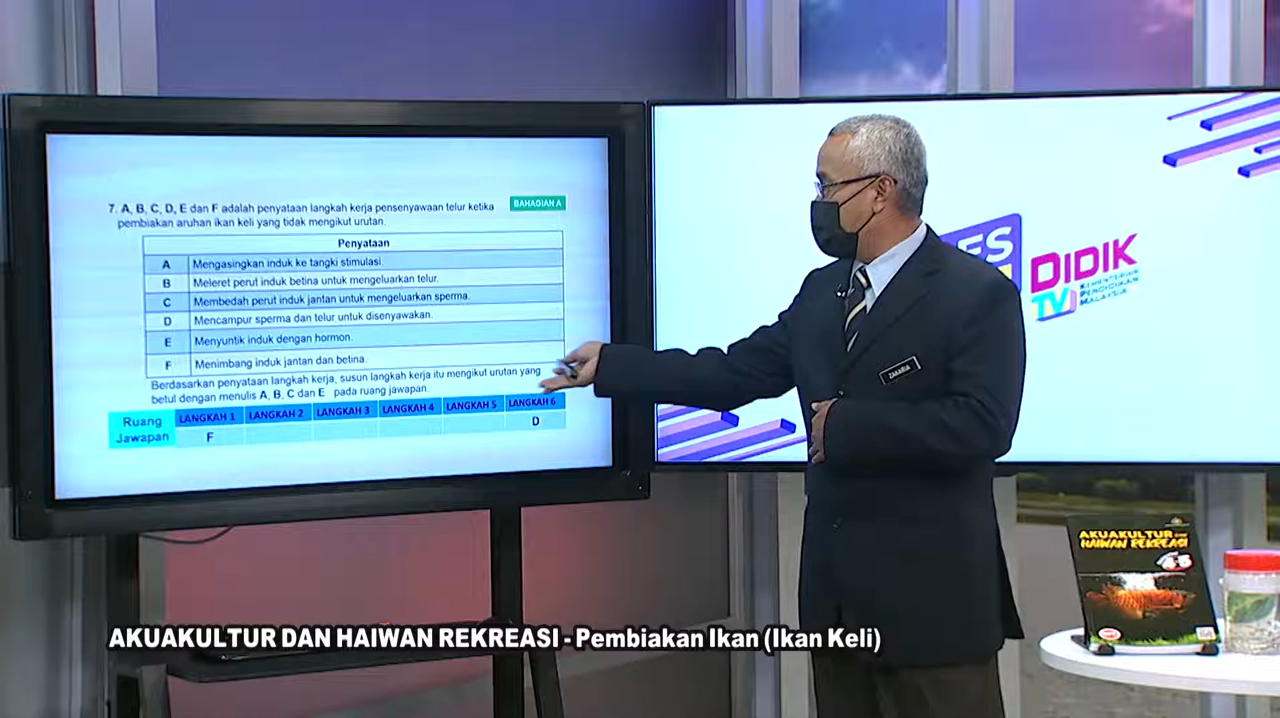 7. A, B, C, D, E dan F adalah penyataan langkah kerja pensenyawaan telur ketika
pembiakan aruhan ikan keli yang tidak mengikut urutan.
BAHAGIAN A
Penyataan
A Mengasingkan induk ke tangki stimulasi.
B Meleret perut induk betina untuk mengeluarkan telur.
C Membedah perut induk jantan untuk mengeluarkan sperma.
D Mencampur sperma dan telur untuk disenyawakan.
E Menyuntik induk dengan hormon.
F Menimbang induk jantan dan betina.
Berdasarkan penyataan langkah kerja, susun langkah kerja itu mengikut urutan yang
betul dengan menulis A, B, C dan E pada ruang jawapan.
Ruang Jawapan
LANGKAH 1 LANGKAH 2 LANGKAH 3 LANGKAH 4 LANGKAH 5 LANGKAH 6
F D
DIDIK
TV
KEMENTERIAN
PENDIDIKAN
MALAYSIA
ZAKARIA
AKUAKULTUR
HAIWAN REKREASI
AKUAKULTUR DAN HAIWAN REKREASI - Pembiakan Ikan (Ikan Keli)